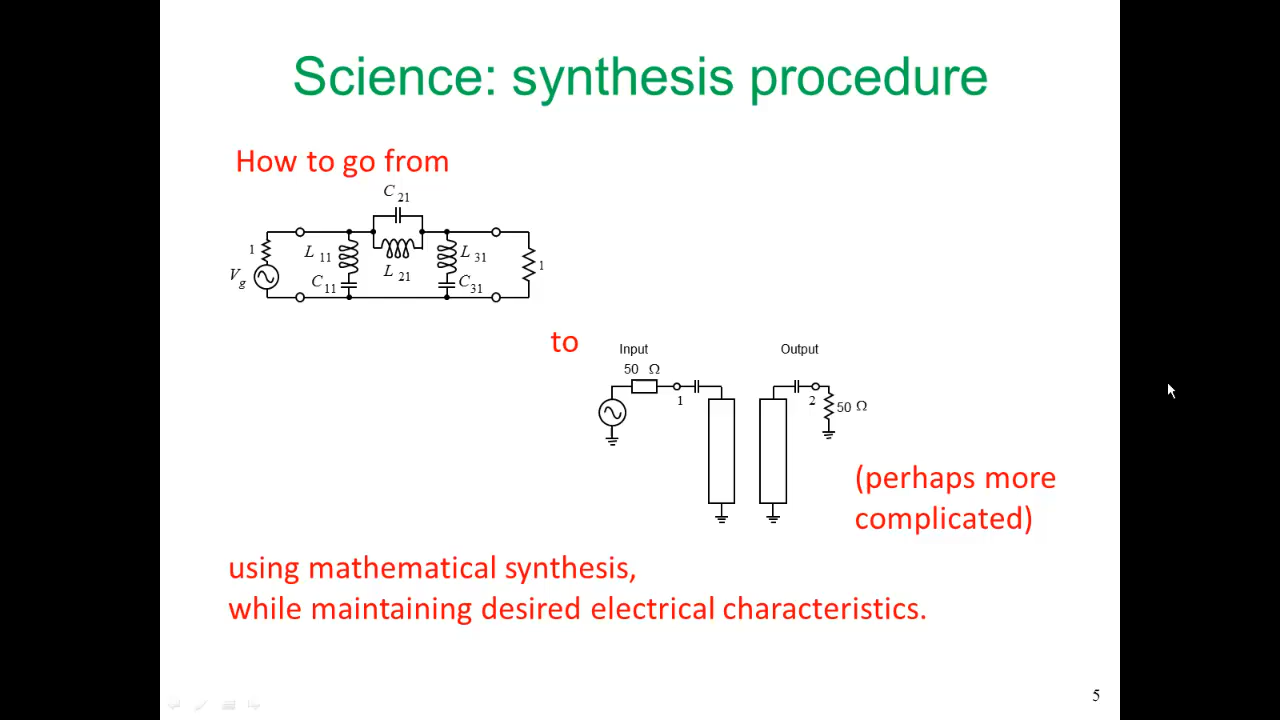 Science: synthesis procedure
How to go from
C 21
1
L 11
L 31
1
V g
L 21
C 11
C 31
to
Input
Output
50 Ω
1
2
50 Ω
(perhaps more
complicated)
using mathematical synthesis,
while maintaining desired electrical characteristics.
5